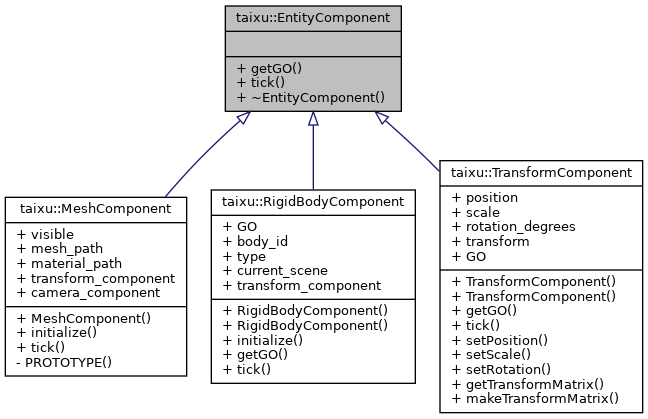 taixu::EntityComponent
+ getGO()
+ tick()
+ ~EntityComponent()
taixu::MeshComponent
+ visible
+ mesh_path
+ material_path
+ transform_component
+ camera_component
+ MeshComponent()
+ initialize()
+ tick()
- PROTOTYPE()
taixu::RigidBodyComponent
+ GO
+ body_id
+ type
+ current_scene
+ transform_component
+ RigidBodyComponent()
+ RigidBodyComponent()
+ initialize()
+ getGO()
+ tick()
taixu::TransformComponent
+ position
+ scale
+ rotation_degrees
+ transform
+ GO
+ TransformComponent()
+ TransformComponent()
+ getGO()
+ tick()
+ setPosition()
+ setScale()
+ setRotation()
+ getTransformMatrix()
+ makeTransformMatrix()